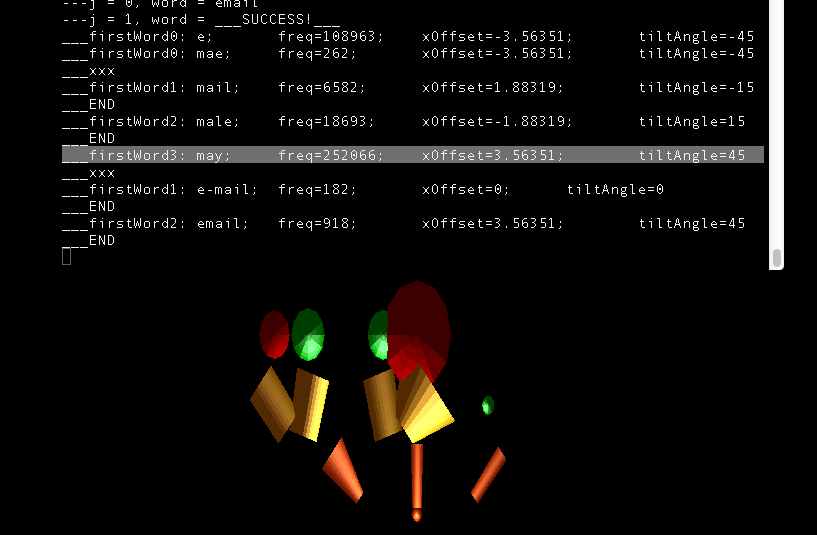 ---j = 0, word = email
---j = 1, word = ___SUCCESS!___
___firstWord0: e; freq=108963; xOffset=-3.56351; tiltAngle=-45
___firstWord0: mae; freq=262; xOffset=-3.56351; tiltAngle=-45
___xxx
___firstWord1: mail; freq=6582; xOffset=1.88319; tiltAngle=-15
___END
___firstWord2: male; freq=18693; xOffset=-1.88319; tiltAngle=15
___END
___firstWord3: may; freq=252066; xOffset=3.56351; tiltAngle=45
___xxx
___firstWord1: e-mail; freq=182; xOffset=0; tiltAngle=0
___END
___firstWord2: email; freq=918; xOffset=3.56351; tiltAngle=45
___END